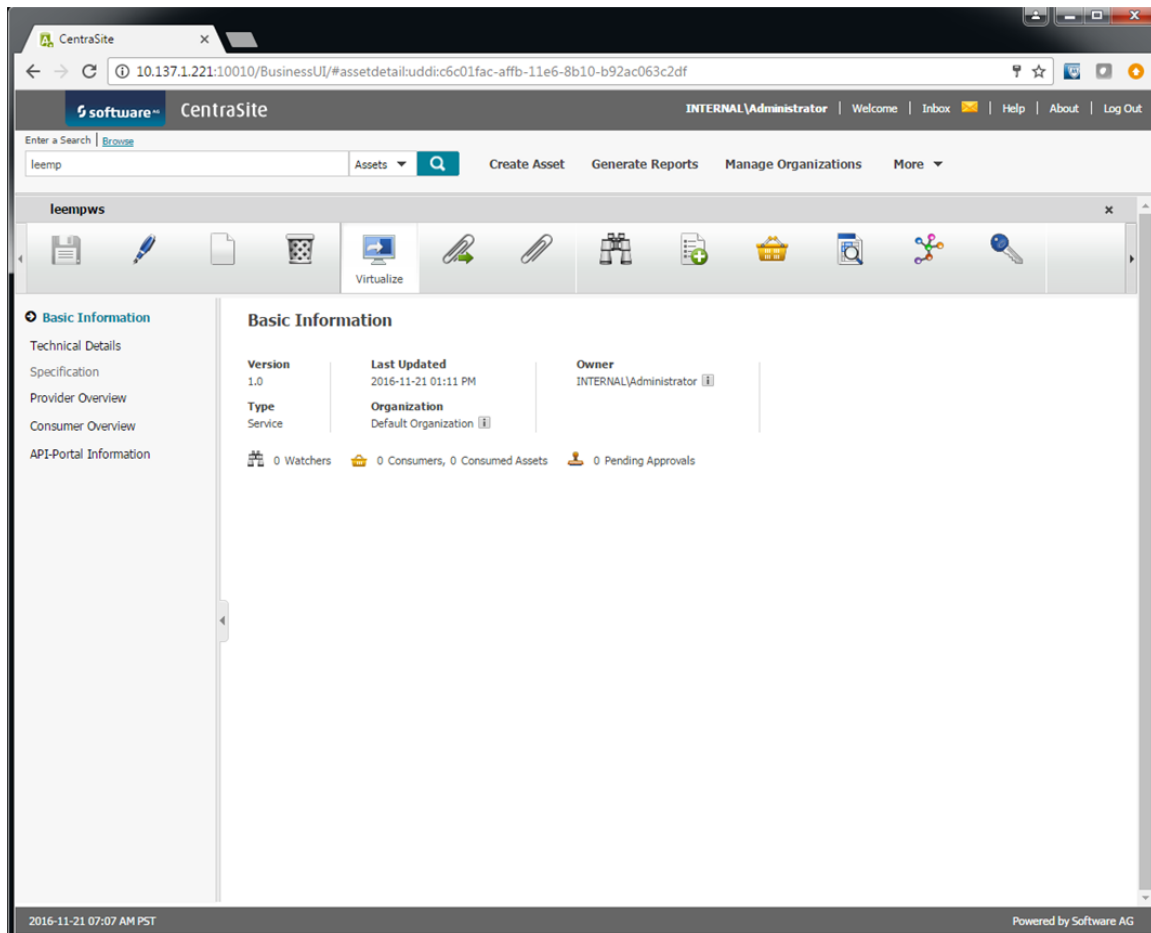 CentraSite
10.137.1.221:10010/BusinessUI/#assetdetail:uddi:c6c01fac-affb-11e6-8b10-b92ac063c2df
software AG CentraSite INTERNAL\Administrator | Welcome | Inbox | Help | About | Log Out
Enter a Search | Browse
leemp Assets Create Asset Generate Reports Manage Organizations More
leempws
Virtualize
Basic Information
Technical Details
Specification
Provider Overview
Consumer Overview
API-Portal Information
Basic Information
Version Last Updated Owner
1.0 2016-11-21 01:11 PM INTERNAL\Administrator
Type Organization
Service Default Organization
0 Watchers 0 Consumers, 0 Consumed Assets 0 Pending Approvals
2016-11-21 07:07 AM PST Powered by Software AG